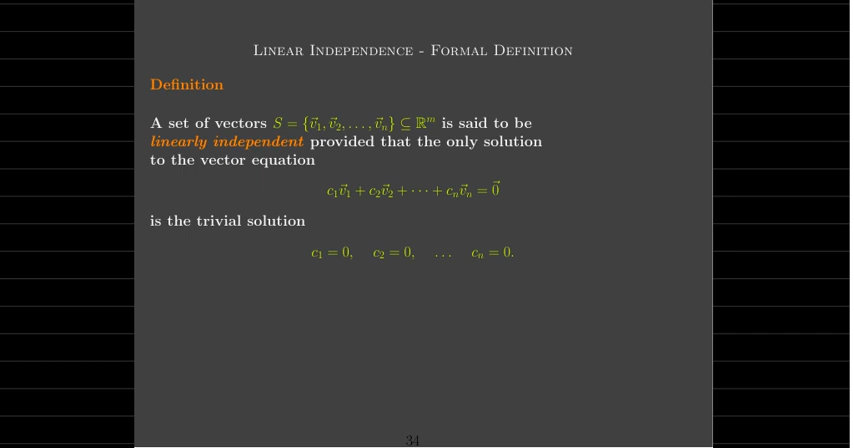 Linear Independence - Formal Definition
Definition
A set of vectors S = {v⃗₁, v⃗₂, . . . , v⃗ₙ} ⊆ ℝᵐ is said to be
linearly independent provided that the only solution
to the vector equation
c₁v⃗₁ + c₂v⃗₂ + · · · + cₙv⃗ₙ = 0⃗
is the trivial solution
c₁ = 0, c₂ = 0, . . . cₙ = 0.
34